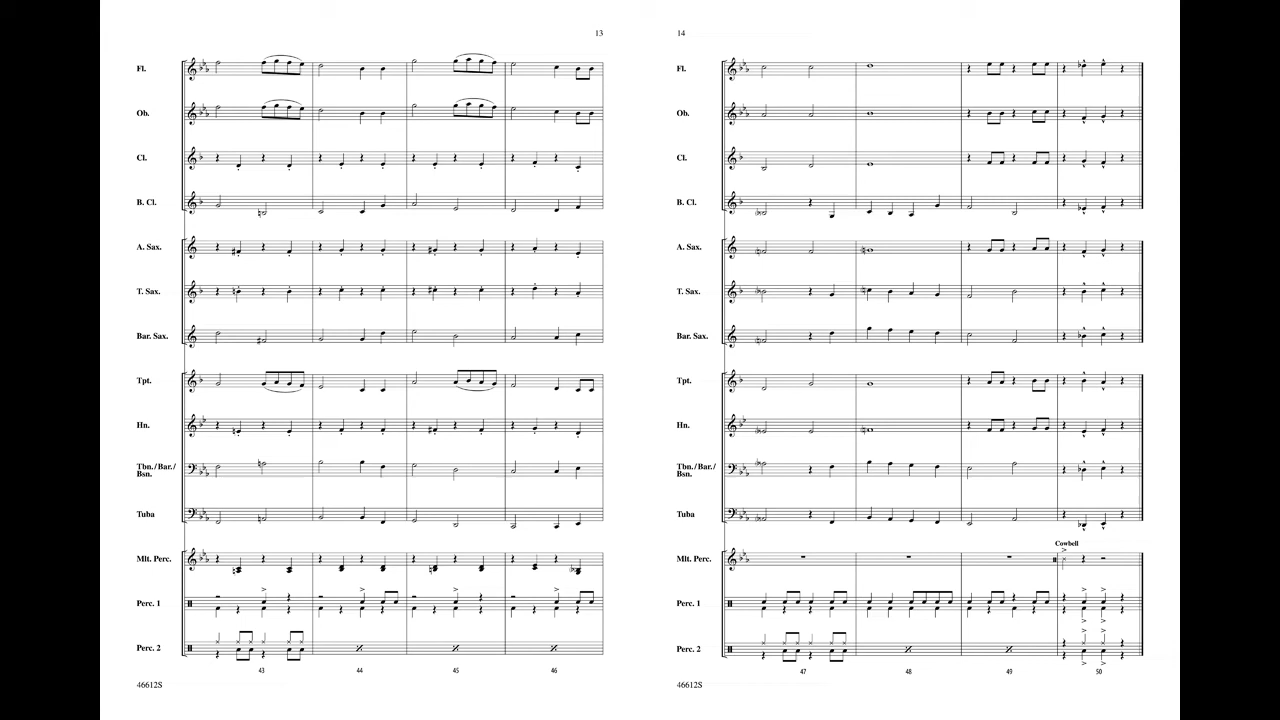 13
Fl.
Ob.
Cl.
B. Cl.
A. Sax.
T. Sax.
Bar. Sax.
Tpt.
Hn.
Tbn./Bar./
Bsn.
Tuba
Mlt. Perc.
Perc. 1
Perc. 2
43 44 45 46
46612S
14
Fl.
Ob.
Cl.
B. Cl.
A. Sax.
T. Sax.
Bar. Sax.
Tpt.
Hn.
Tbn./Bar./
Bsn.
Tuba
Cowbell
Mlt. Perc.
Perc. 1
Perc. 2
47 48 49 50
46612S